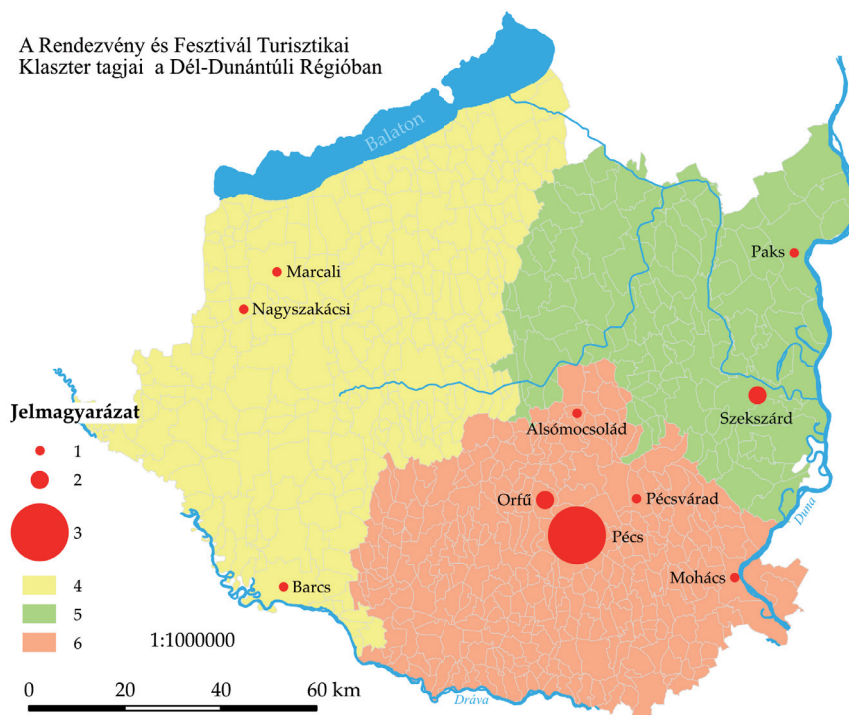 A Rendezvény és Fesztivál Turisztikai
Klaszter tagjai a Dél-Dunántúli Régióban
Balaton
Marcali
Nagyszakácsi
Paks
Jelmagyarázat
1
2
3
4
5
6
Alsómocsolád
Szekszárd
Orfű
Pécsvárad
Pécs
Duna
Mohács
Barcs
1:1000000
0 20 40 60 km
Dráva